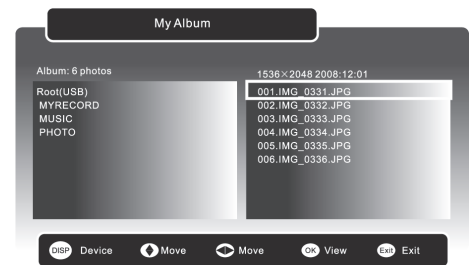 My Album
Album: 6 photos
1536×2048 2008:12:01
Root(USB)
MYRECORD
MUSIC
PHOTO
001.IMG_0331.JPG
002.IMG_0332.JPG
003.IMG_0333.JPG
004.IMG_0334.JPG
005.IMG_0335.JPG
006.IMG_0336.JPG
DISP Device Move Move OK View Exit Exit